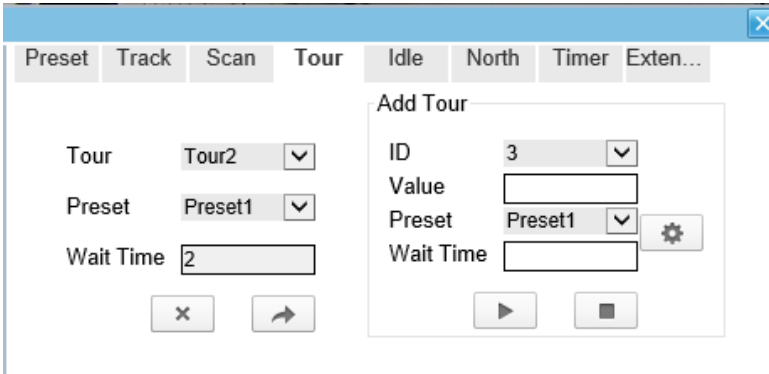 Preset Track Scan Tour Idle North Timer Exten...
Add Tour
Tour Tour2
Preset Preset1
Wait Time 2
ID 3
Value
Preset Preset1
Wait Time